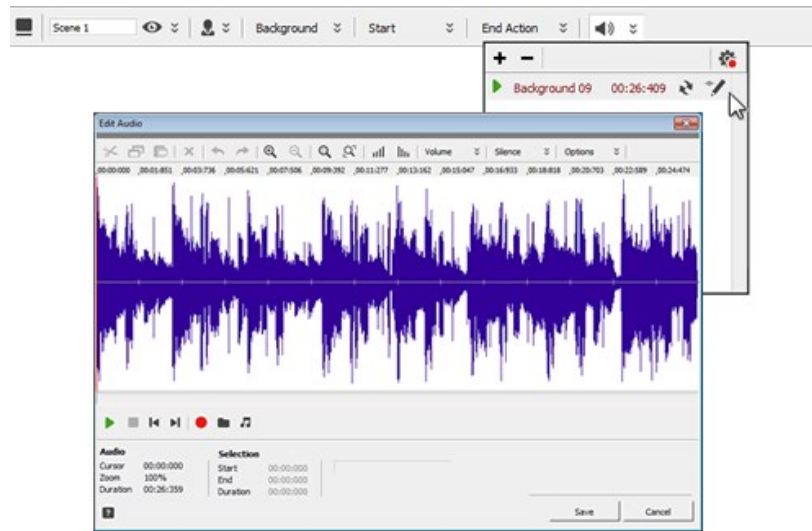 Scene 1 Background Start End Action
+ −
Background 09 00:26:409
Edit Audio
Volume Silence Options
00:00:000 ,00:01:851 ,00:03:736 ,00:05:621 ,00:07:506 ,00:09:392 ,00:11:277 ,00:13:162 ,00:15:047 ,00:16:933 ,00:18:818 ,00:20:703 ,00:22:589 ,00:24:474
Audio Selection
Cursor 00:00:000 Start 00:00:000
Zoom 100% End 00:00:000
Duration 00:26:359 Duration 00:00:000
? Save Cancel